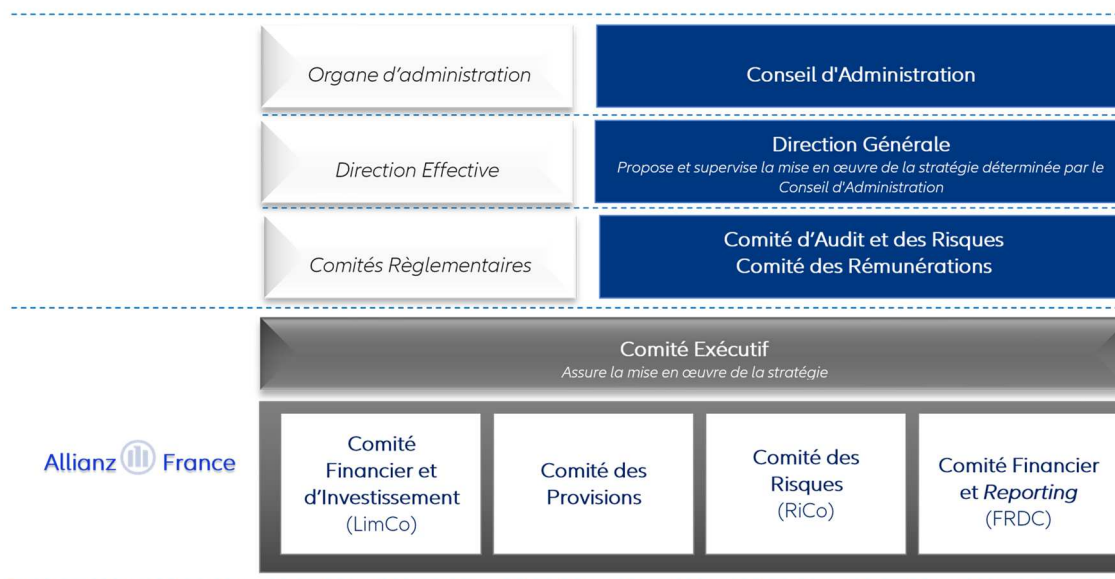 Organe d'administration
Conseil d'Administration
Direction Effective
Direction Générale
Propose et supervise la mise en œuvre de la stratégie déterminée par le
Conseil d'Administration
Comités Règlementaires
Comité d'Audit et des Risques
Comité des Rémunérations
Comité Exécutif
Assure la mise en œuvre de la stratégie
Allianz France
Comité
Financier et
d'Investissement
(LimCo)
Comité des
Provisions
Comité des
Risques
(RiCo)
Comité Financier
et Reporting
(FRDC)